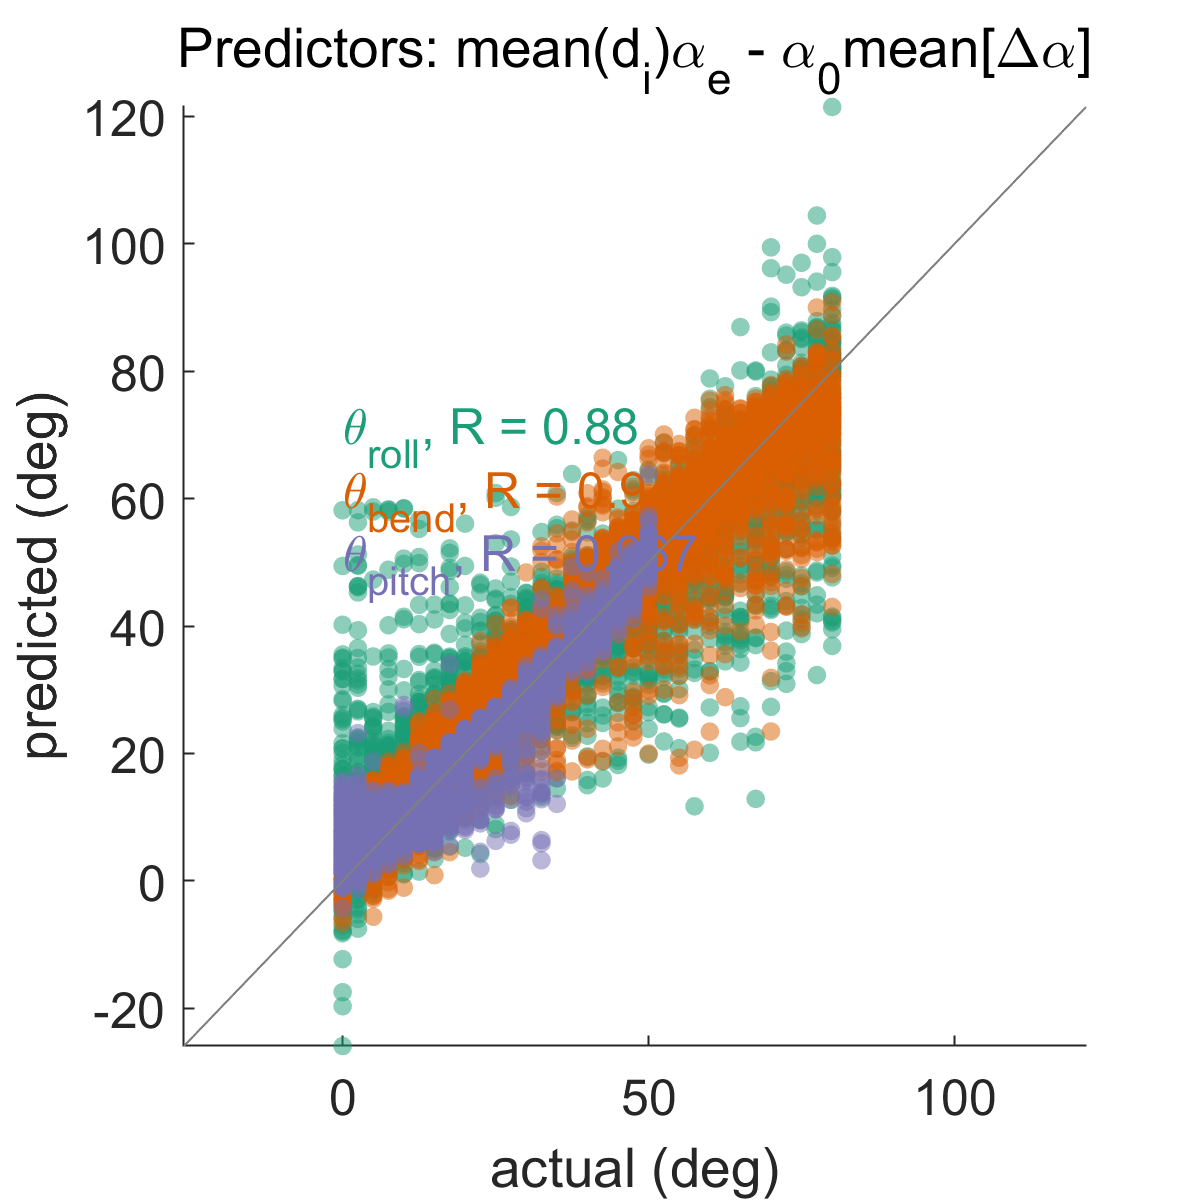 Predictors: mean(dᵢ)αₑ - α₀mean[Δα]
120
100
80
60
40
20
0
-20
predicted (deg)
θroll, R = 0.88
θbend, R =
θpitch, R =
0
50
100
actual (deg)